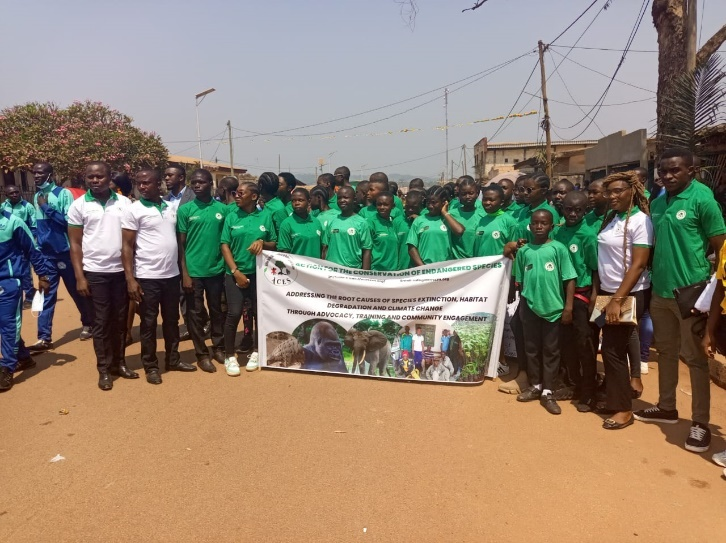 ACES
ACTION FOR THE CONSERVATION OF ENDANGERED SPECIES
ADDRESSING THE ROOT CAUSES OF SPECIES EXTINCTION, HABITAT
DEGRADATION AND CLIMATE CHANGE
THROUGH ADVOCACY, TRAINING AND COMMUNITY ENGAGEMENT